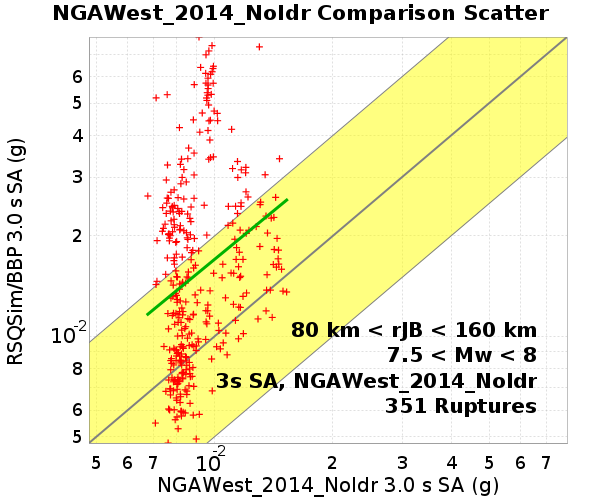 NGAWest_2014_NoIdr Comparison Scatter
RSQSim/BBP 3.0 s SA (g)
6
5
4
3
2
10^-2
8
7
6
5
80 km < rJB < 160 km
7.5 < Mw < 8
3s SA, NGAWest_2014_NoIdr
351 Ruptures
5 6 7 10^-2 2 3 4 5 6 7
NGAWest_2014_NoIdr 3.0 s SA (g)